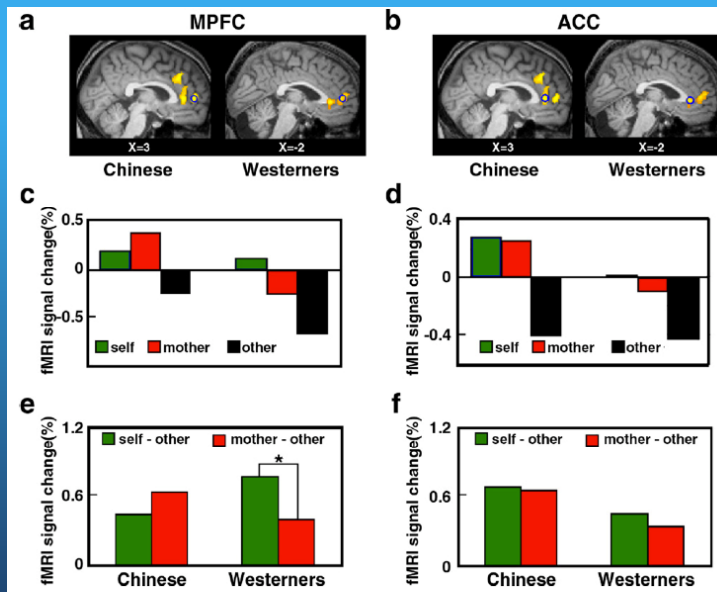 a MPFC
X=3 X=-2
Chinese Westerners
b ACC
X=3 X=-2
Chinese Westerners
c
fMRI signal change(%)
0.5
0
-0.5
self mother other
d
fMRI signal change(%)
0.4
0
-0.4
self mother other
e
fMRI signal change(%)
1.2
0.6
0
self - other mother - other
*
Chinese Westerners
f
fMRI signal change(%)
1.2
0.6
0
self - other mother - other
Chinese Westerners